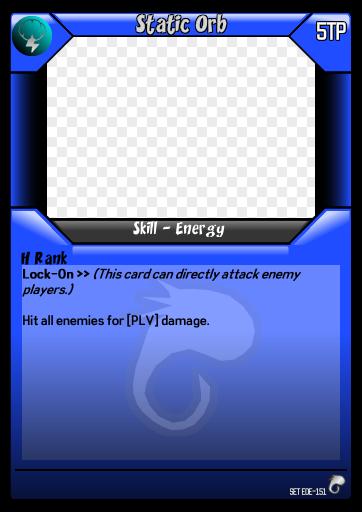 Static Orb
5TP
Skill - Energy
H Rank
Lock-On >> (This card can directly attack enemy
players.)
Hit all enemies for [PLV] damage.
SET EOE-151